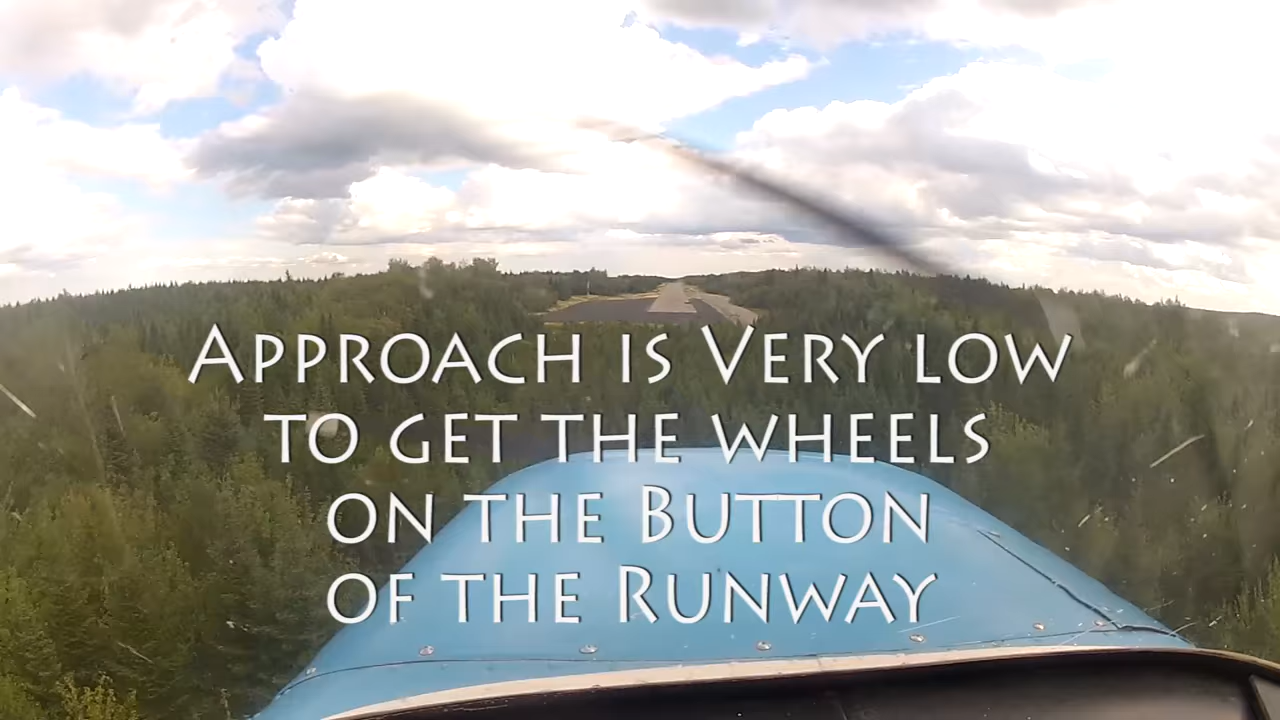 Approach is Very low
to get the wheels
on the Button
of the Runway